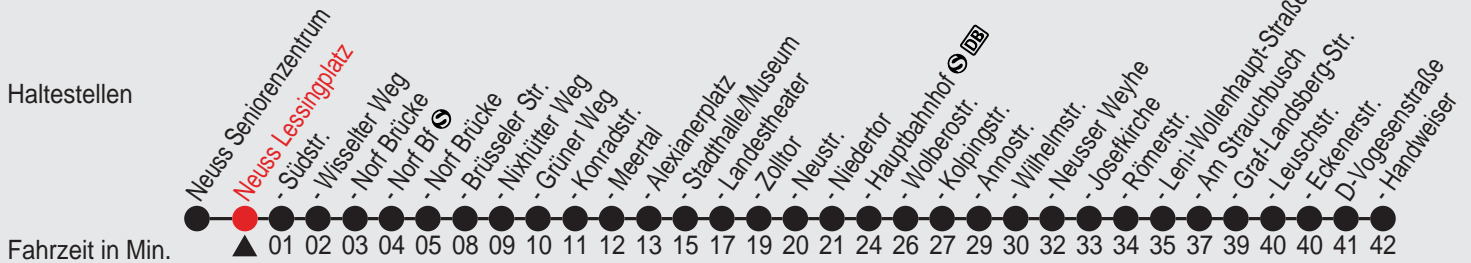 Haltestellen
Neuss Seniorenzentrum
Neuss Lessingplatz
- Südstr.
- Wisselter Weg
- Norf Brücke
- Norf Bf S
- Norf Brücke
- Brüsseler Str.
- Nixhütter Weg
- Grüner Weg
- Konradstr.
- Meertal
- Alexianerplatz
- Stadthalle/Museum
- Landestheater
- Zolltor
- Neustr.
- Niedertor
- Hauptbahnhof S DB
- Wolberostr.
- Kolpingstr.
- Annostr.
- Wilhelmstr.
- Neusser Weyhe
- Josefkirche
- Römerstr.
- Leni-Wollenhaupt-Straße
- Am Strauchbusch
- Graf-Landsberg-Str.
- Leuschstr.
- Eckenerstr.
D-Vogesenstraße
- Handweiser
Fahrzeit in Min. 01 02 03 04 05 08 09 10 11 12 13 15 17 19 20 21 24 26 27 29 30 32 33 34 35 37 39 40 40 41 42